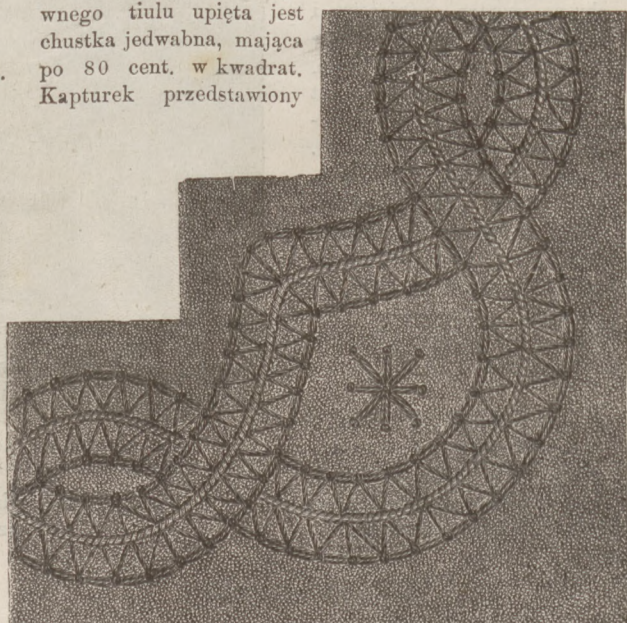 wnego tiulu upięta jest
chustka jedwabna, mająca
po 80 cent. w kwadrat.
Kapturek przedstawiony